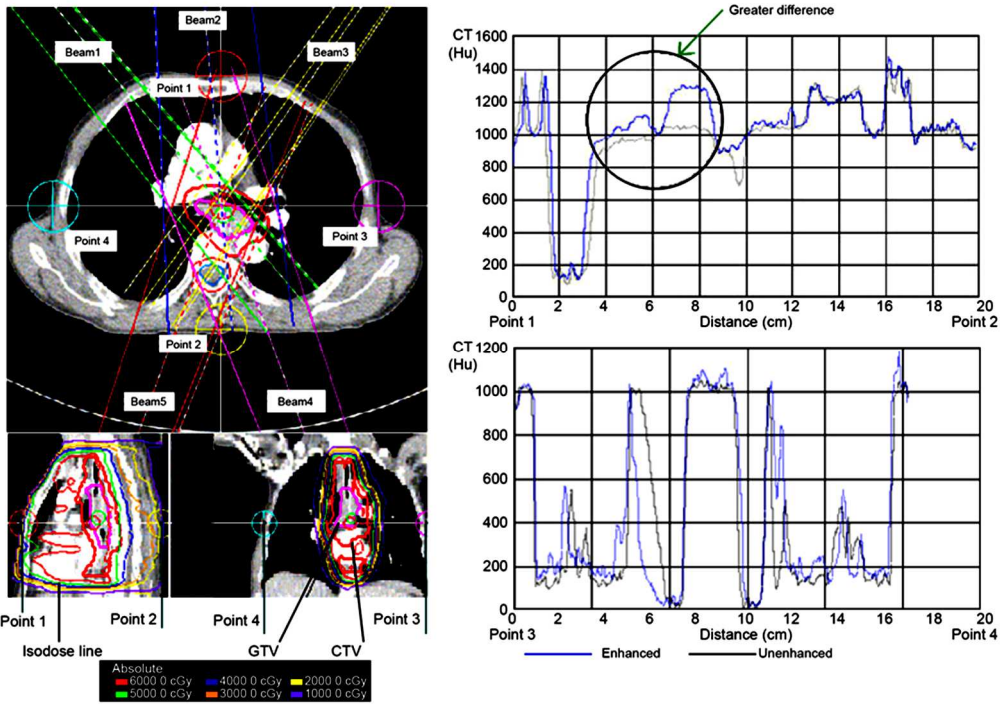 Beam1
Beam2
Beam3
Point 1
Point 4
Point 3
Point 2
Beam5
Beam4
Point 1
Point 2
Point 4
Point 3
Isodose line
GTV
CTV
Absolute
6000 0 cGy
4000 0 cGy
2000 0 cGy
5000 0 cGy
3000 0 cGy
1000 0 cGy
Greater difference
CT
(Hu)
1600
1400
1200
1000
800
600
400
200
0
0 2 4 6 8 10 12 14 16 18 20
Point 1 Distance (cm) Point 2
CT
(Hu)
1200
1000
800
600
400
200
0
0 2 4 6 8 10 12 14 16 18 20
Point 3 Distance (cm) Point 4
Enhanced Unenhanced